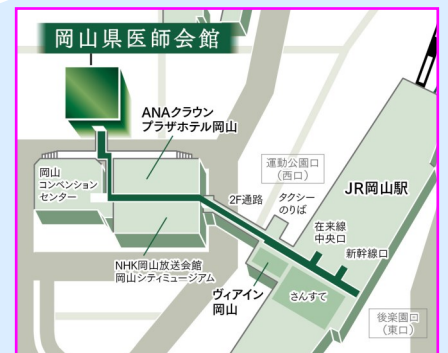 岡山県医師会館
ANAクラウン
プラザホテル岡山
岡山
コンベンション
センター
運動公園口
(西口)
タクシー
のりば
2F通路
JR岡山駅
在来線
中央口
新幹線口
NHK岡山放送会館
岡山シティミュージアム
ヴィアイン
岡山
さんすて
後楽園口
(東口)